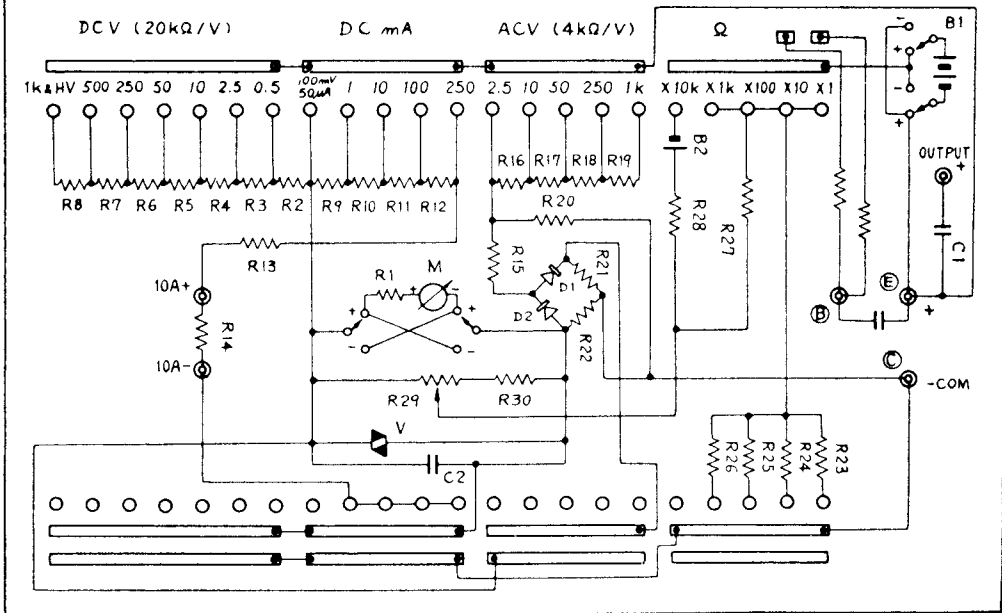 DCV (20kΩ/V) DC mA ACV (4kΩ/V) Ω B1
- + - +
1k&HV 500 250 50 10 2.5 0.5 100mV 50μA 1 10 100 250 2.5 10 50 250 1k X10k X1k X100 X10 X1
B2
OUTPUT +
R16 R17 R18 R19
R8 R7 R6 R5 R4 R3 R2 R9 R10 R11 R12
R20 R28 R27 C1
R13 R15 R21
10A+ R1 M + - D1
+ + D2 B E +
R14 R22
10A- - - C -COM
R29 R30
V R26 R25 R24 R23
C2